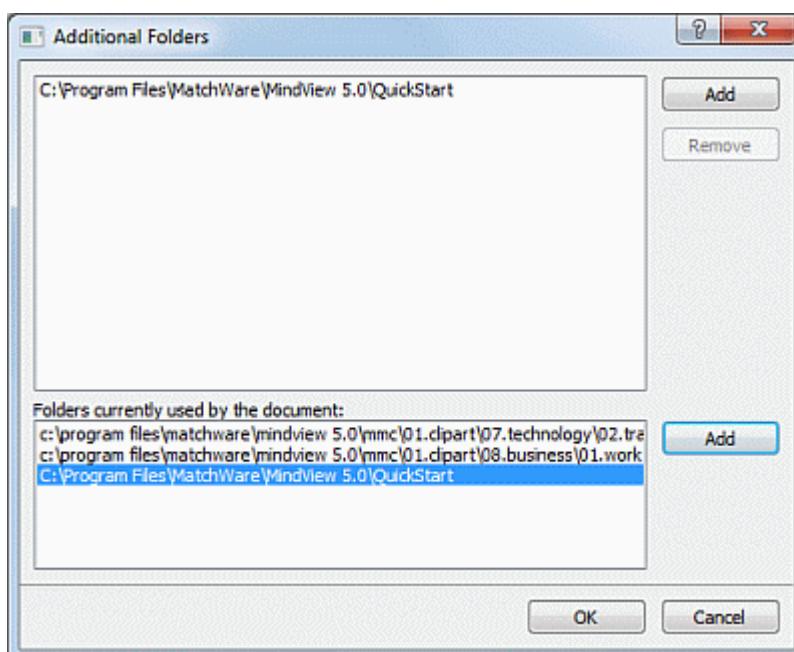 Additional Folders
C:\Program Files\MatchWare\MindView 5.0\QuickStart
Add
Remove
Folders currently used by the document:
c:\program files\matchware\mindview 5.0\mmc\01.clipart\07.technology\02.tra
c:\program files\matchware\mindview 5.0\mmc\01.clipart\08.business\01.work
C:\Program Files\MatchWare\MindView 5.0\QuickStart
Add
OK
Cancel